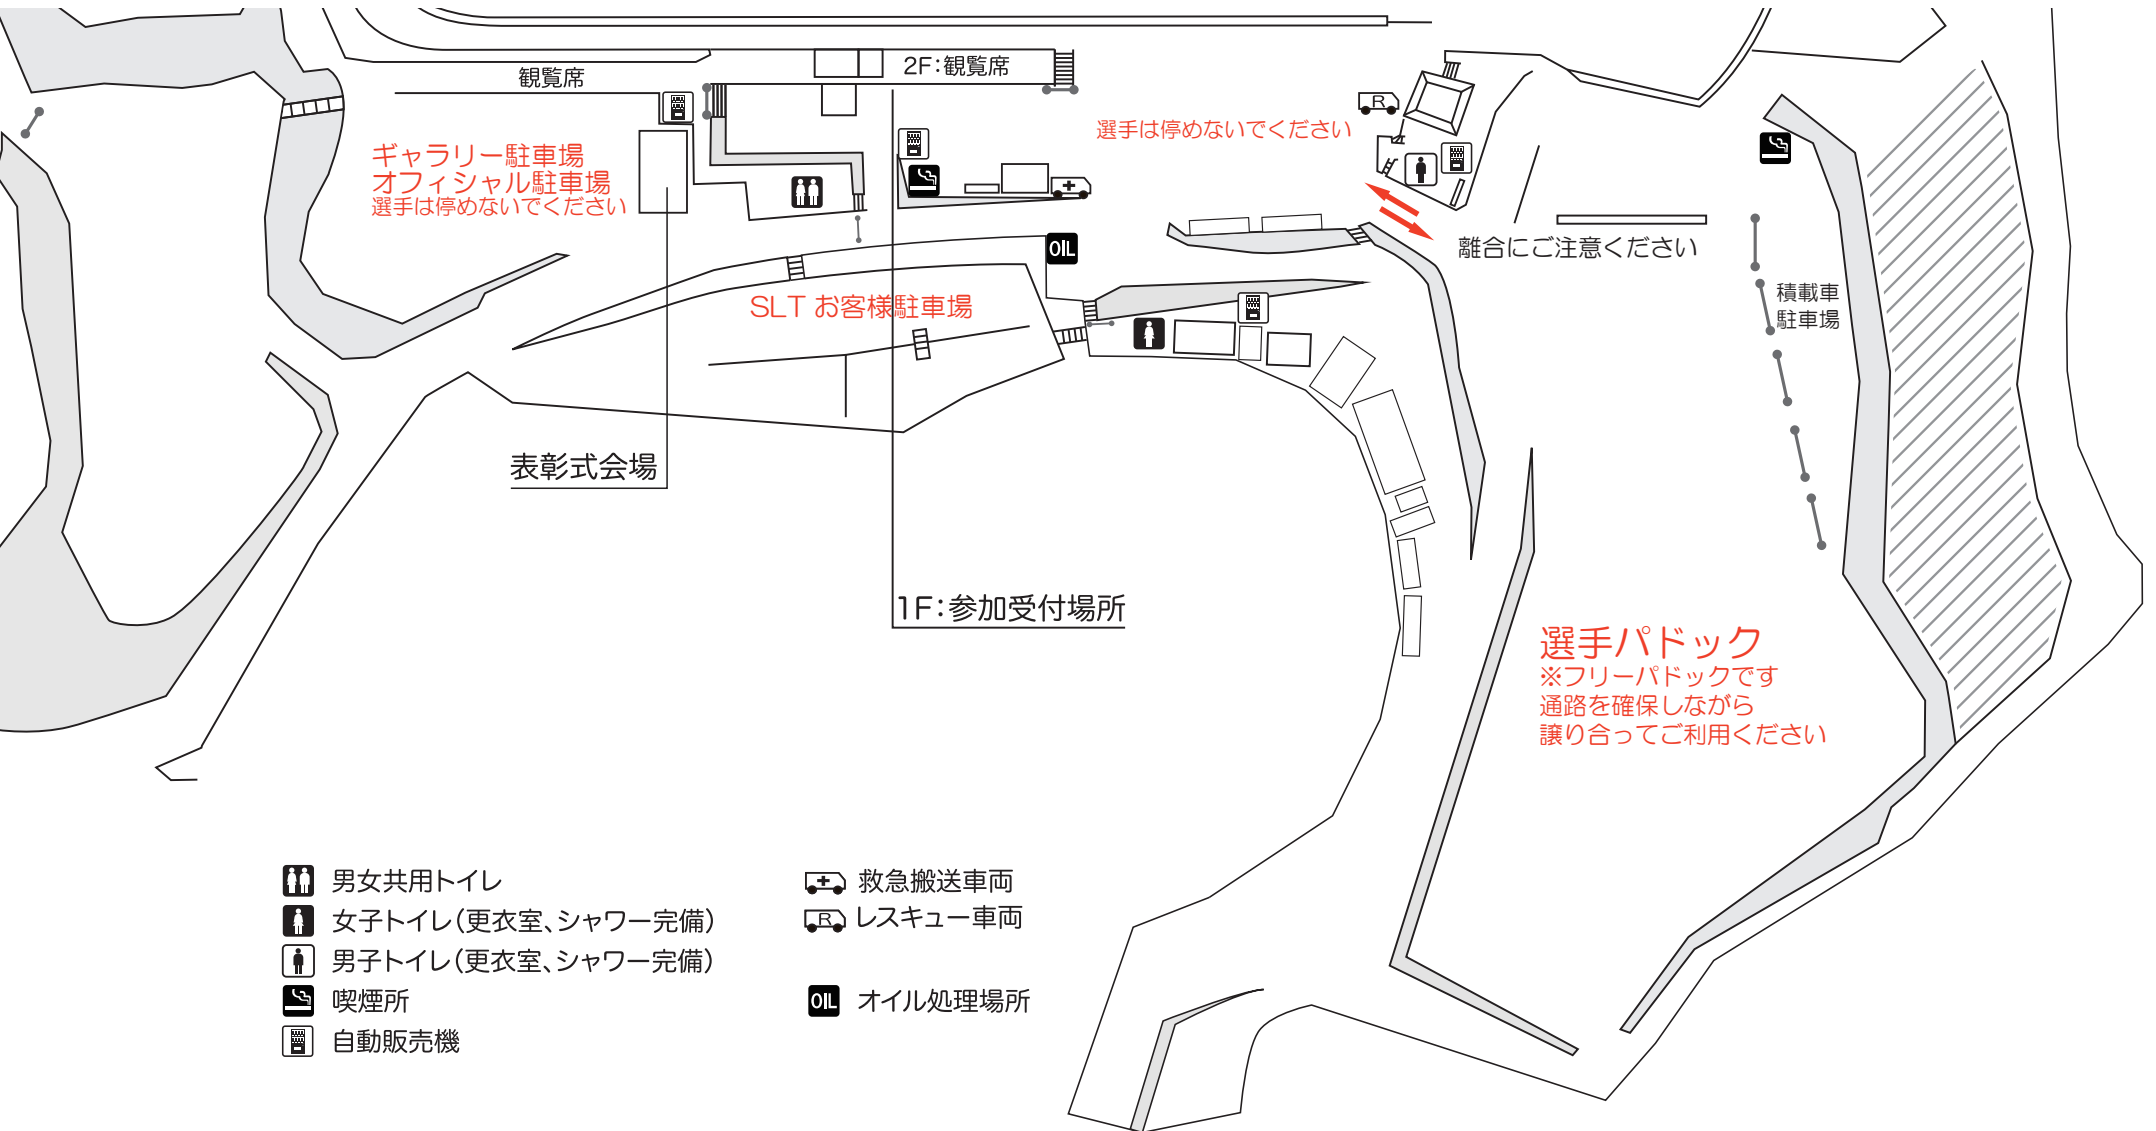 観覧席
2F:観覧席
R
選手は停めないでください
ギャラリー駐車場
オフィシャル駐車場
選手は停めないでください
OIL
離合にご注意ください
SLT お客様駐車場
積載車
駐車場
表彰式会場
1F:参加受付場所
選手パドック
※フリーパドックです
通路を確保しながら
譲り合ってご利用ください
男女共用トイレ
女子トイレ(更衣室、シャワー完備)
男子トイレ(更衣室、シャワー完備)
喫煙所
自動販売機
救急搬送車両
R レスキュー車両
OIL オイル処理場所